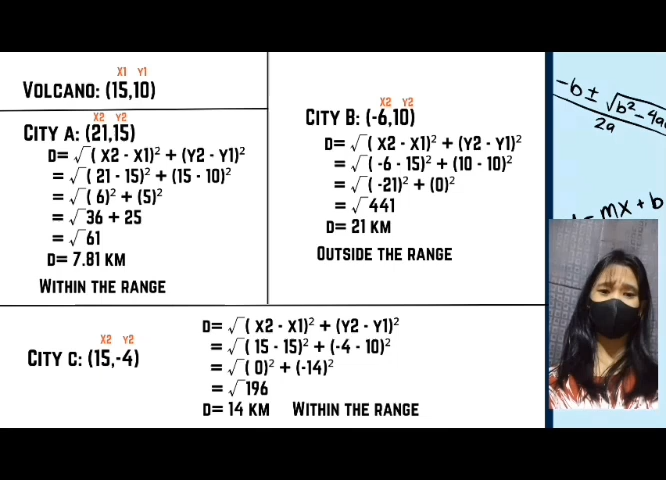 X1 Y1
Volcano: (15,10)
X2 Y2
City A: (21,15)
D= √(X2 - X1)² + (Y2 - Y1)²
= √(21 - 15)² + (15 - 10)²
= √(6)² + (5)²
= √36 + 25
= √61
D= 7.81 KM
Within the range
X2 Y2
City B: (-6,10)
D= √(X2 - X1)² + (Y2 - Y1)²
= √(-6 - 15)² + (10 - 10)²
= √(-21)² + (0)²
= √441
D= 21 KM
Outside the range
X2 Y2
City C: (15,-4)
D= √(X2 - X1)² + (Y2 - Y1)²
= √(15 - 15)² + (-4 - 10)²
= √(0)² + (-14)²
= √196
D= 14 KM Within the range
-b ± √b² - 4a
2a
= mx + b